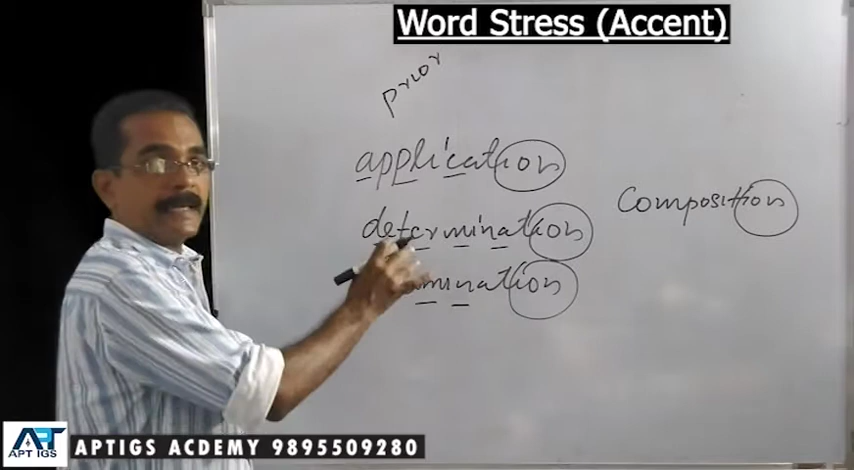 Word Stress (Accent)
prior
application
determination
mination
composition
APT IGS
APTIGS ACDEMY 9895509280